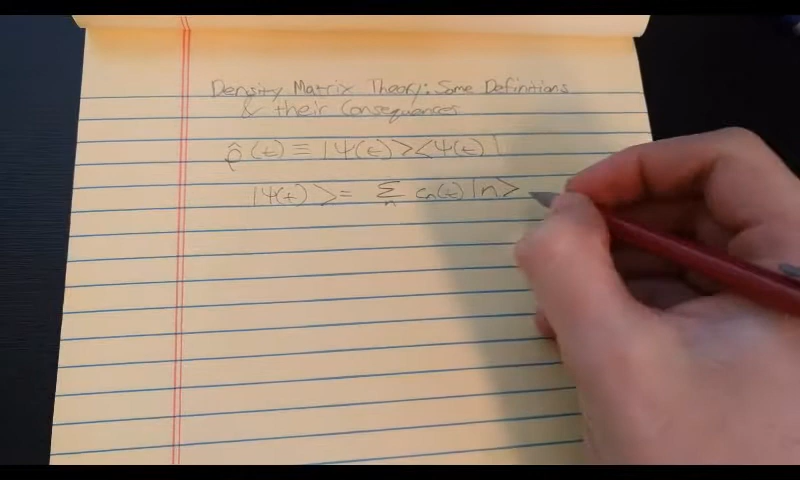 Density Matrix Theory: Some Definitions
& their Consequences
ρ̂(t) ≡ |Ψ(t)><Ψ(t)|
|Ψ(t)> = Σₙ cₙ(t)|n>